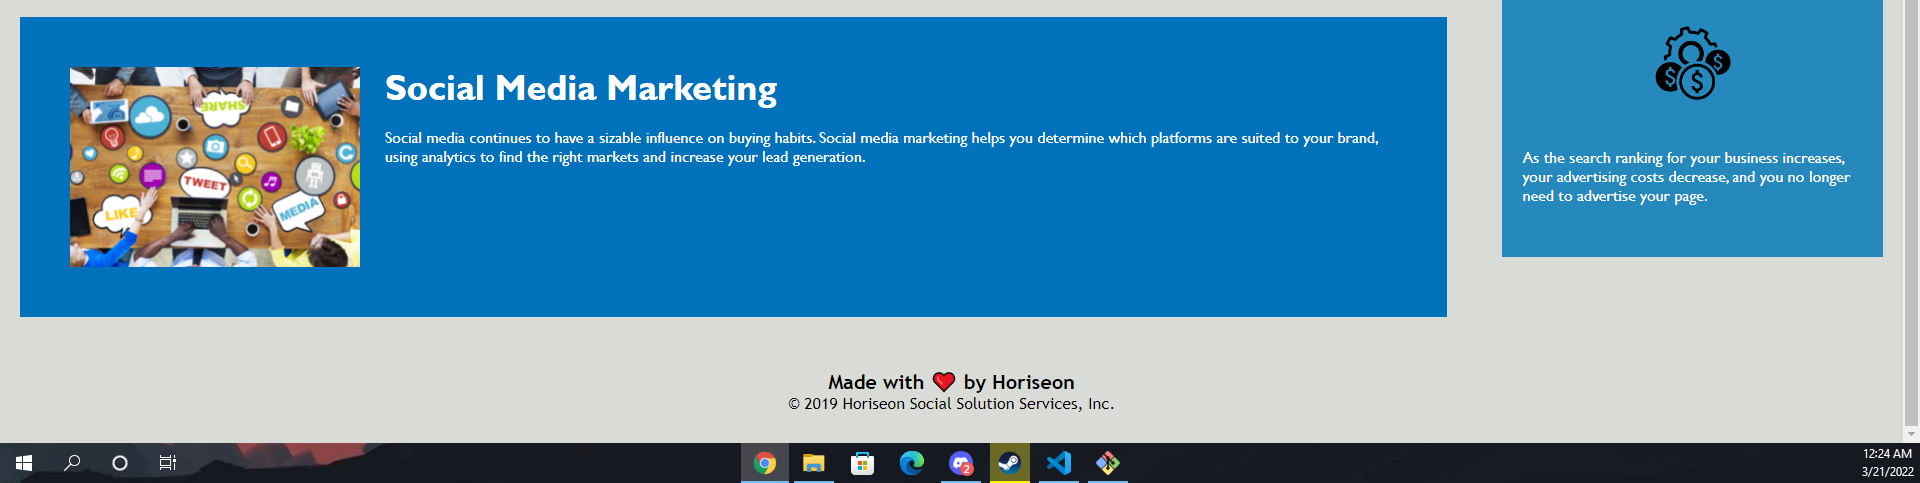 SHARE
TWEET
LIKE
MEDIA
Social Media Marketing
Social media continues to have a sizable influence on buying habits. Social media marketing helps you determine which platforms are suited to your brand,
using analytics to find the right markets and increase your lead generation.
As the search ranking for your business increases,
your advertising costs decrease, and you no longer
need to advertise your page.
Made with ❤️ by Horiseon
© 2019 Horiseon Social Solution Services, Inc.
2
12:24 AM
3/21/2022